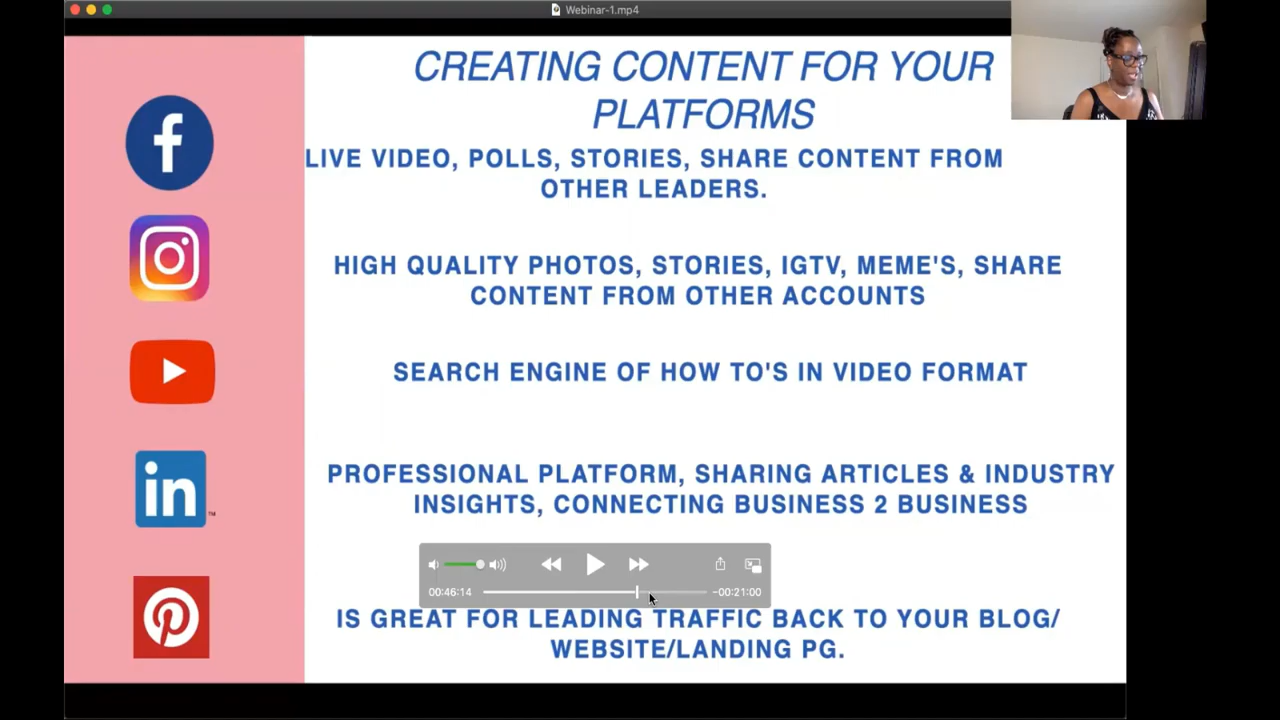 Webinar-1.mp4
CREATING CONTENT FOR YOUR
PLATFORMS
LIVE VIDEO, POLLS, STORIES, SHARE CONTENT FROM
OTHER LEADERS.
HIGH QUALITY PHOTOS, STORIES, IGTV, MEME'S, SHARE
CONTENT FROM OTHER ACCOUNTS
SEARCH ENGINE OF HOW TO'S IN VIDEO FORMAT
in™
PROFESSIONAL PLATFORM, SHARING ARTICLES & INDUSTRY
INSIGHTS, CONNECTING BUSINESS 2 BUSINESS
00:46:14
-00:21:00
IS GREAT FOR LEADING TRAFFIC BACK TO YOUR BLOG/
WEBSITE/LANDING PG.